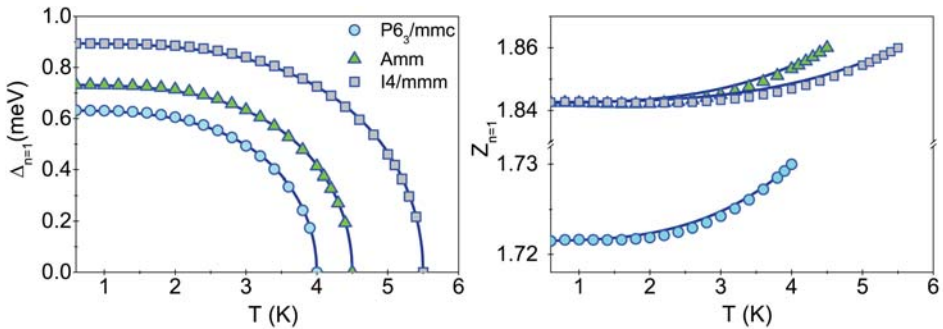 1.0
0.8
0.6
0.4
0.2
0.0
Δn=1(meV)
1 2 3 4 5 6
T (K)
P6₃/mmc
Amm
I4/mmm
1.86
1.84
1.73
1.72
Zn=1
1 2 3 4 5 6
T (K)